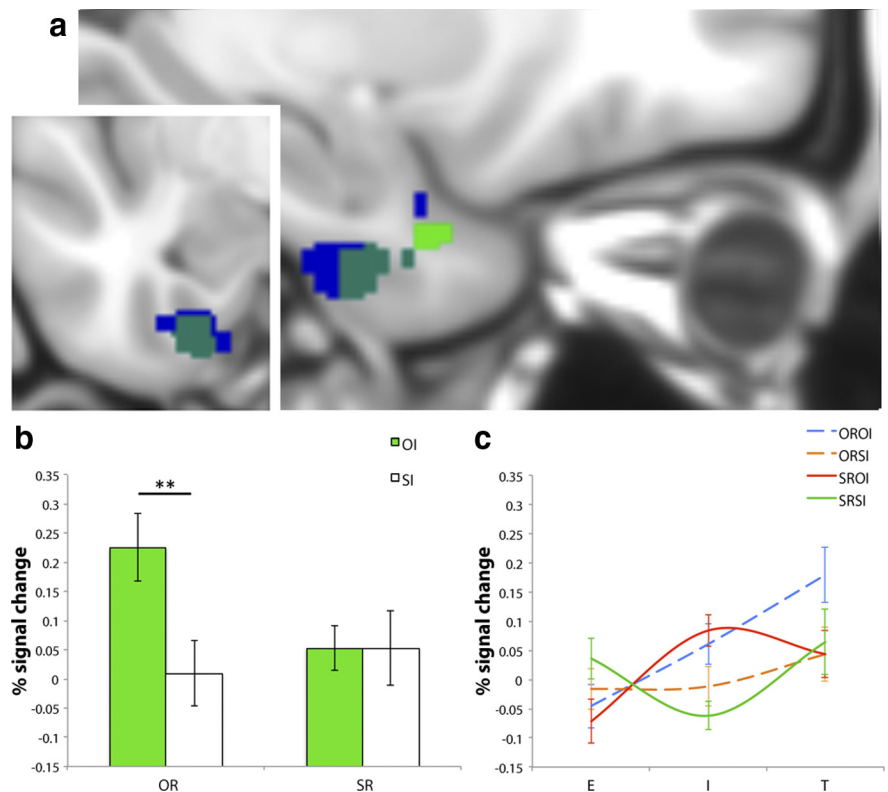 a
b
OI
SI
% signal change
0.35
0.3
0.25
0.2
0.15
0.1
0.05
0
-0.05
-0.1
-0.15
**
OR
SR
c
OROI
ORSI
SROI
SRSI
% signal change
0.35
0.3
0.25
0.2
0.15
0.1
0.05
0
-0.05
-0.1
-0.15
E
I
T